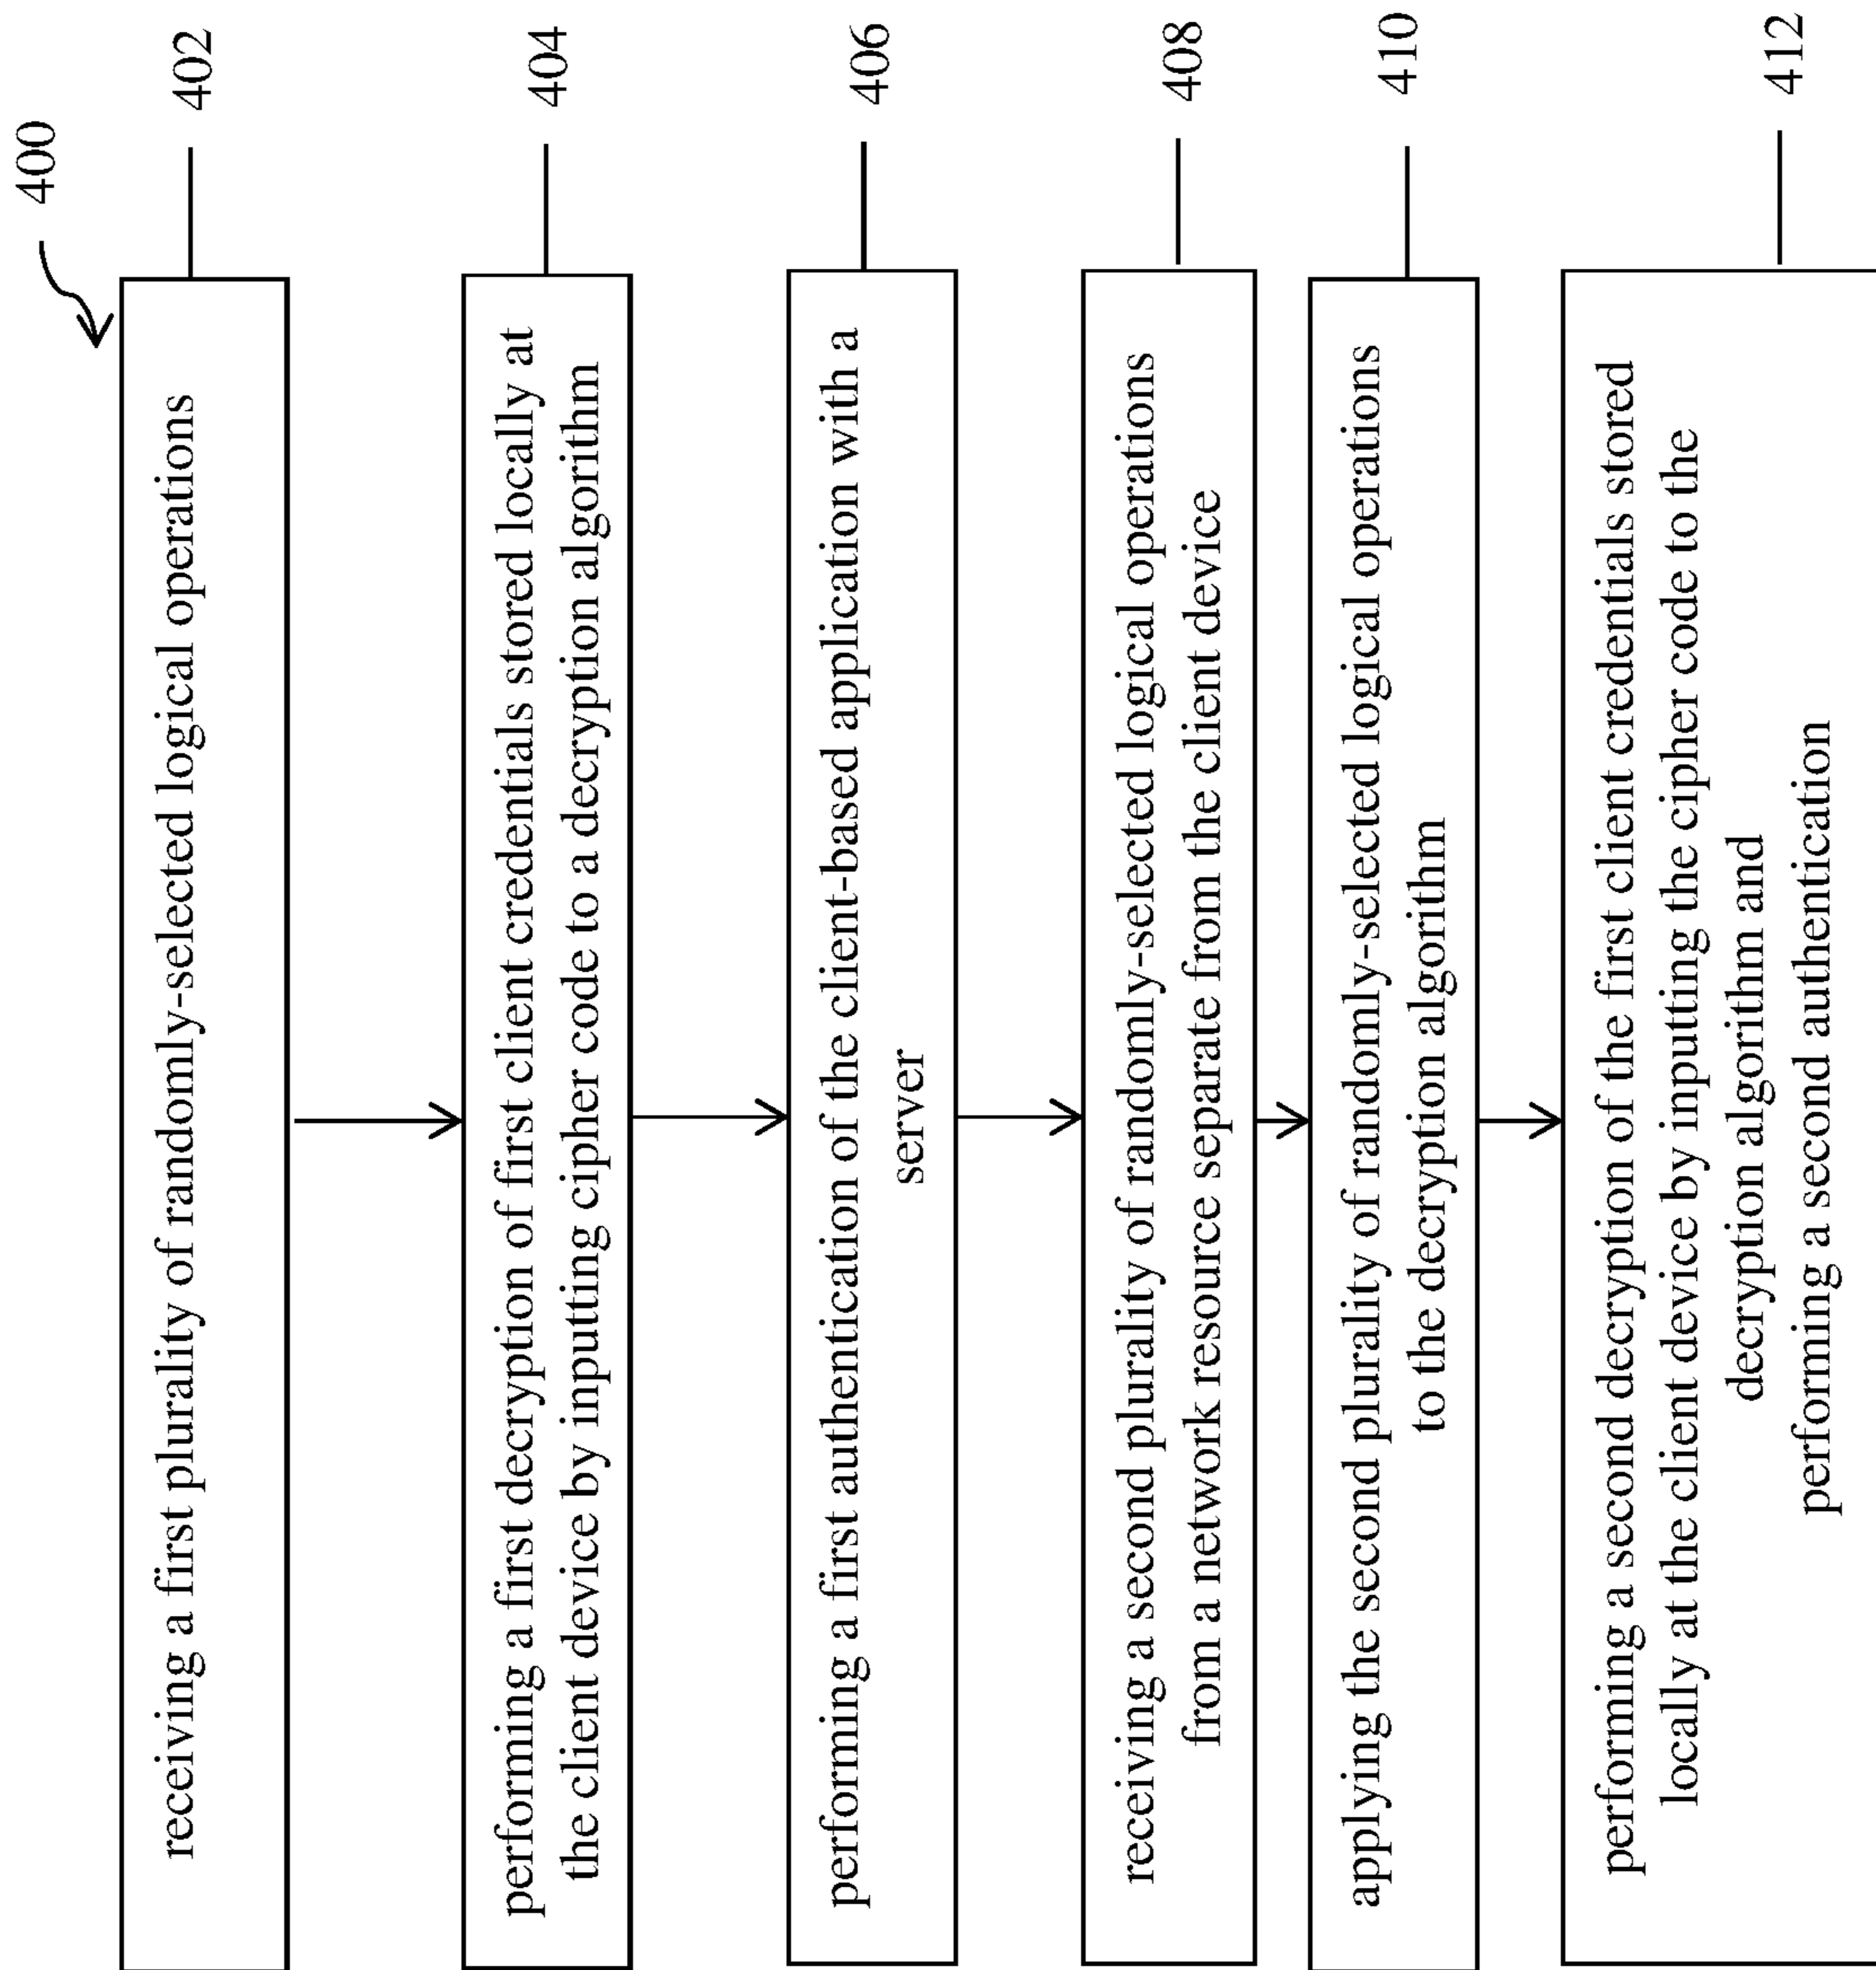 400
receiving a first plurality of randomly-selected logical operations
402
performing a first decryption of first client credentials stored locally at
the client device by inputting cipher code to a decryption algorithm
404
performing a first authentication of the client-based application with a
server
406
receiving a second plurality of randomly-selected logical operations
from a network resource separate from the client device
408
applying the second plurality of randomly-selected logical operations
to the decryption algorithm
410
performing a second decryption of the first client credentials stored
locally at the client device by inputting the cipher code to the
decryption algorithm and
performing a second authentication
412